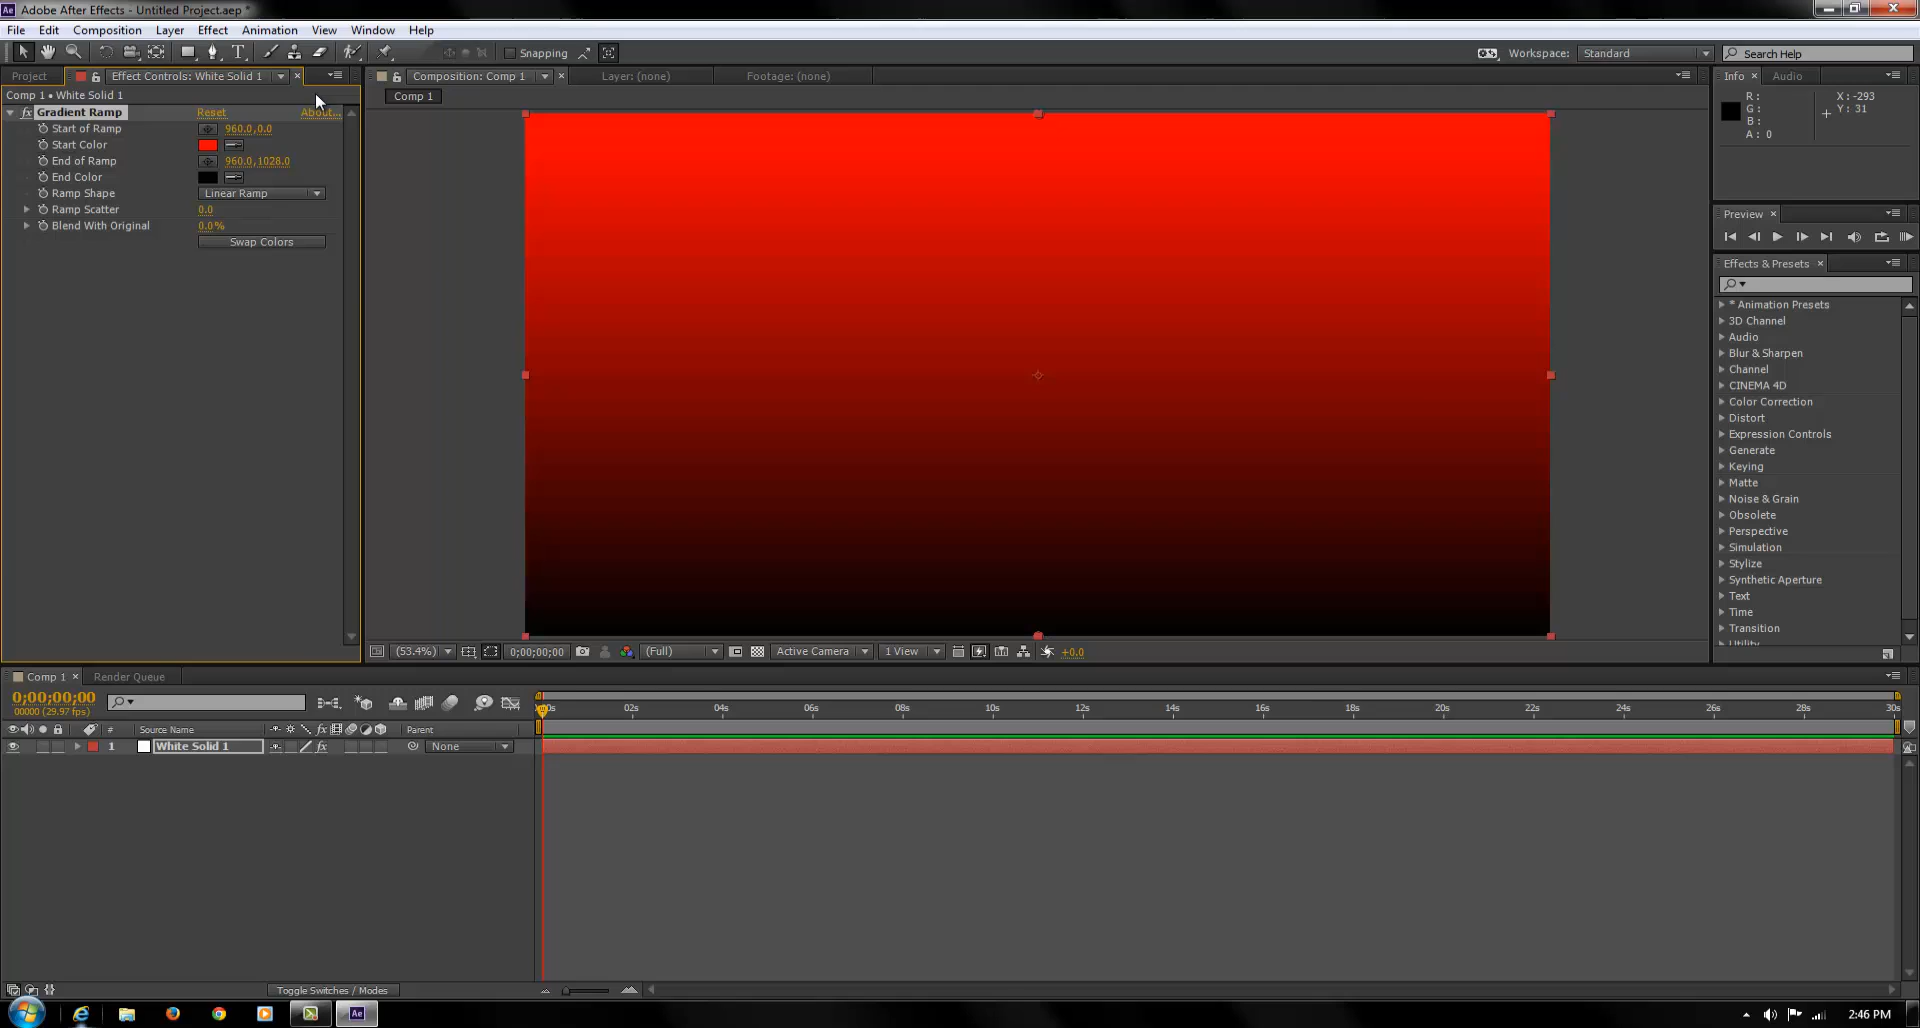 Adobe After Effects - Untitled Project.aep *
File Edit Composition Layer Effect Animation View Window Help
Snapping
Workspace: Standard
Search Help
Project
Effect Controls: White Solid 1
Composition: Comp 1
Layer: (none)
Footage: (none)
Info
Audio
Comp 1 • White Solid 1
Comp 1
R :
G :
B :
A : 0
X : -293
Y : 31
fx Gradient Ramp Reset About...
Start of Ramp 960.0,0.0
Start Color
End of Ramp 960.0,1028.0
End Color
Ramp Shape Linear Ramp
Ramp Scatter 0.0
Blend With Original 0.0%
Swap Colors
Preview
Effects & Presets
* Animation Presets
3D Channel
Audio
Blur & Sharpen
Channel
CINEMA 4D
Color Correction
Distort
Expression Controls
Generate
Keying
Matte
Noise & Grain
Obsolete
Perspective
Simulation
Stylize
Synthetic Aperture
Text
Time
Transition
Utility
(53.4%) 0;00;00;00 (Full) Active Camera 1 View +0.0
Comp 1
Render Queue
0;00;00;00
00000 (29.97 fps)
02s 04s 06s 08s 10s 12s 14s 16s 18s 20s 22s 24s 26s 28s 30s
# Source Name fx Parent
1 White Solid 1 fx None
Toggle Switches / Modes
Ae
2:46 PM